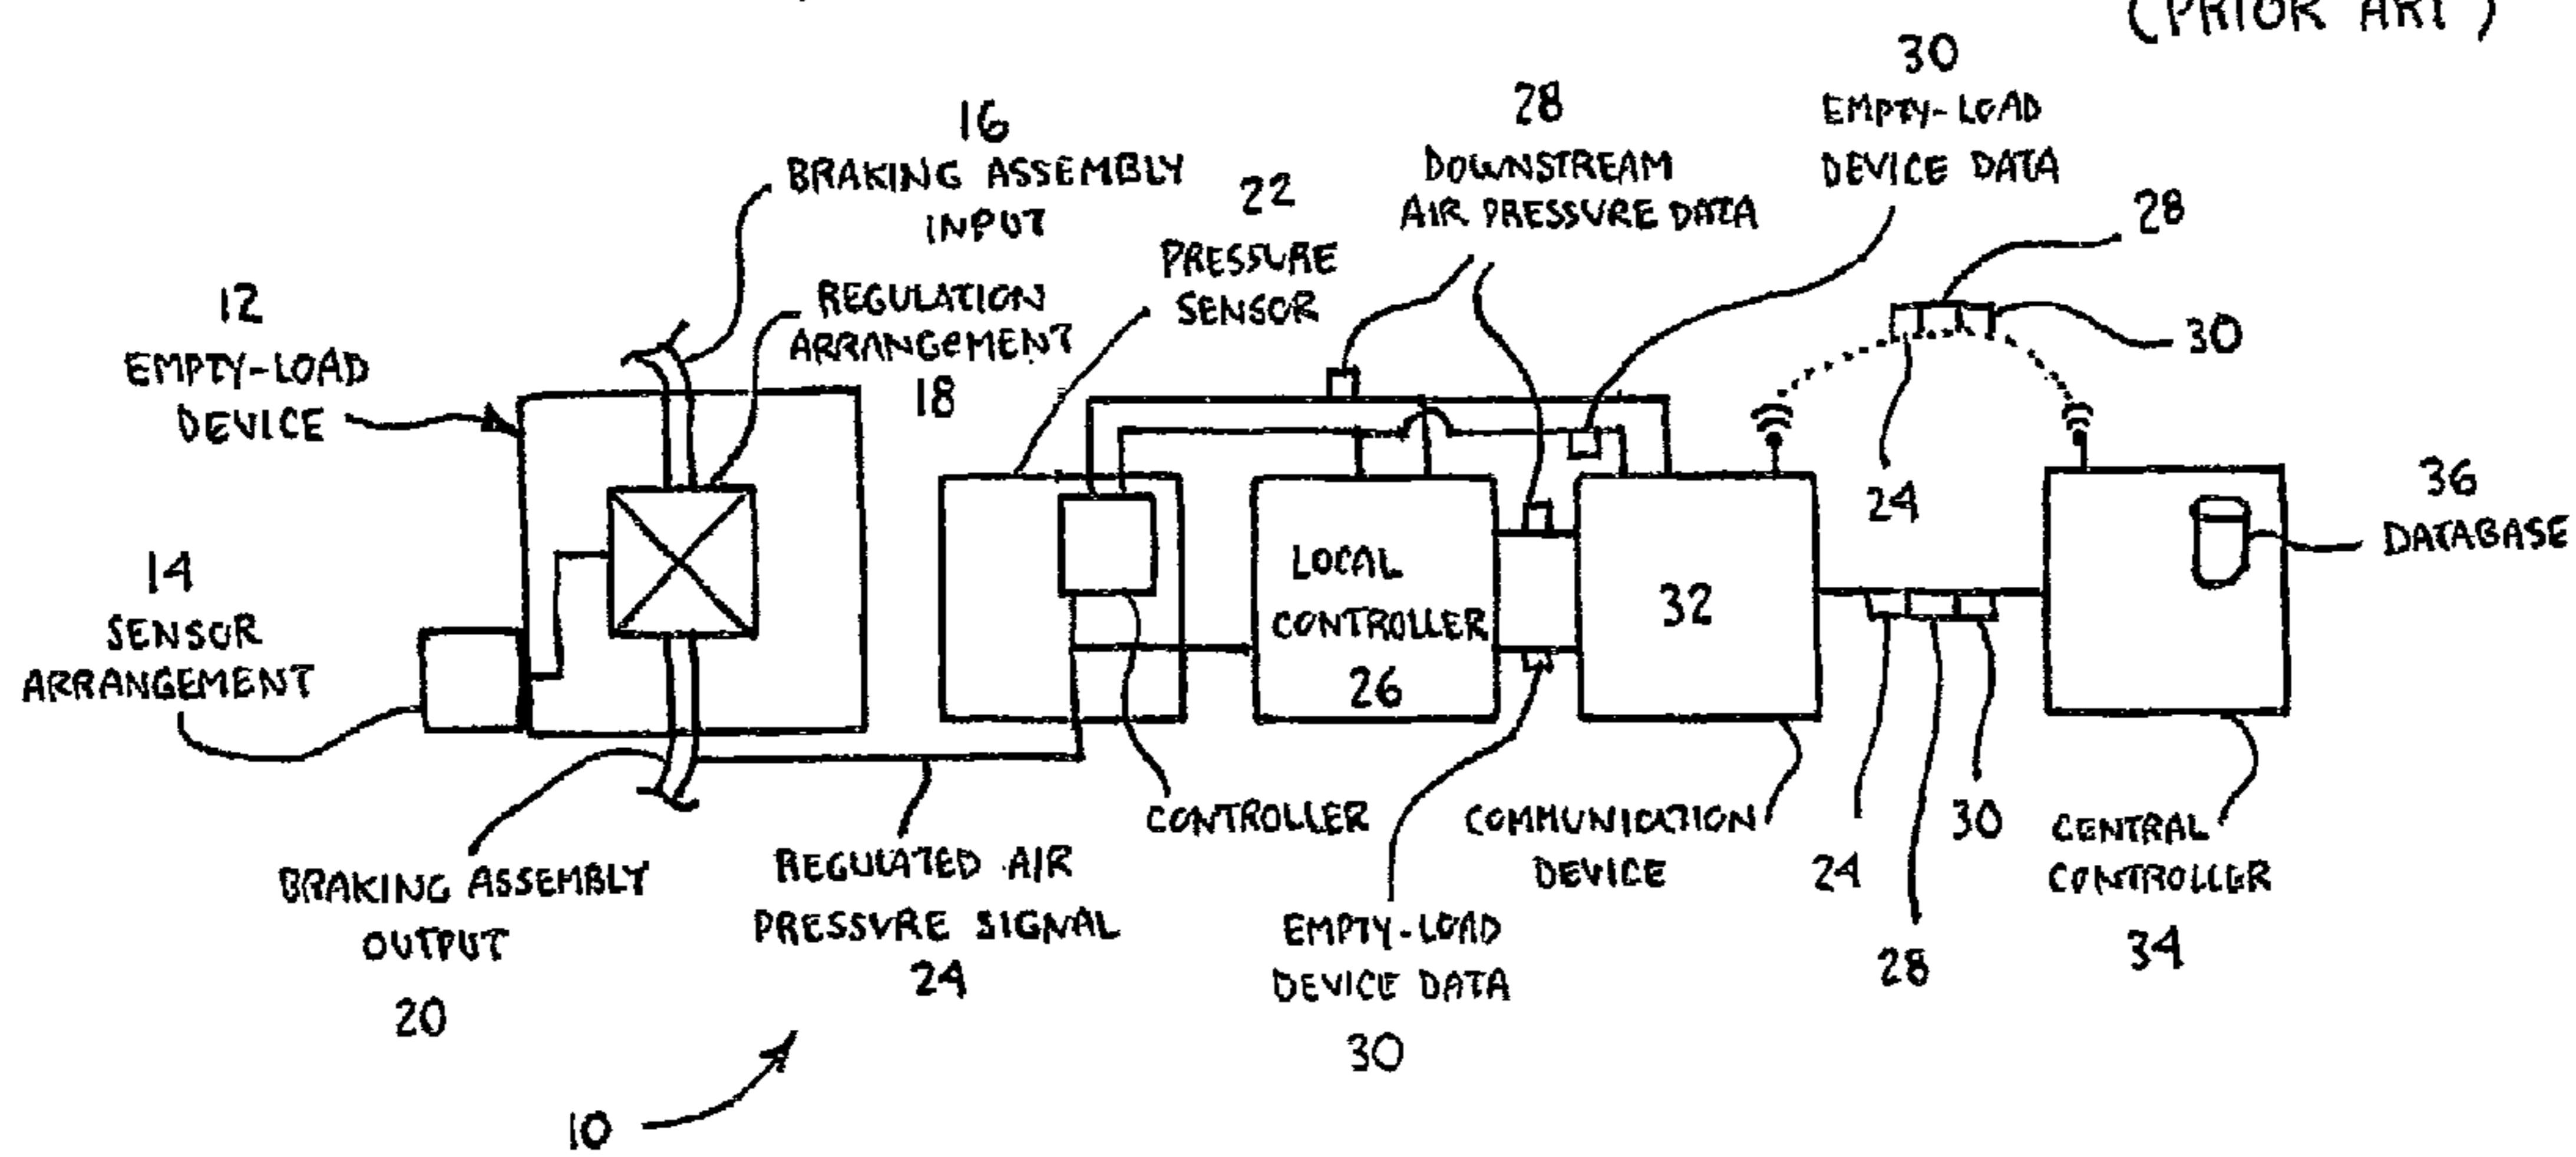 (PRIOR ART)
30
EMPTY-LOAD
DEVICE DATA
28
DOWNSTREAM
AIR PRESSURE DATA
16
BRAKING ASSEMBLY
INPUT
22
PRESSURE
SENSOR
28
30
24
12
EMPTY-LOAD
DEVICE
REGULATION
ARRANGEMENT
18
14
SENSOR
ARRANGEMENT
LOCAL
CONTROLLER
26
32
36
DATABASE
BRAKING ASSEMBLY
OUTPUT
20
REGULATED AIR
PRESSURE SIGNAL
24
CONTROLLER
EMPTY-LOAD
DEVICE DATA
30
COMMUNICATION
DEVICE
24
28
30
CENTRAL
CONTROLLER
34
10